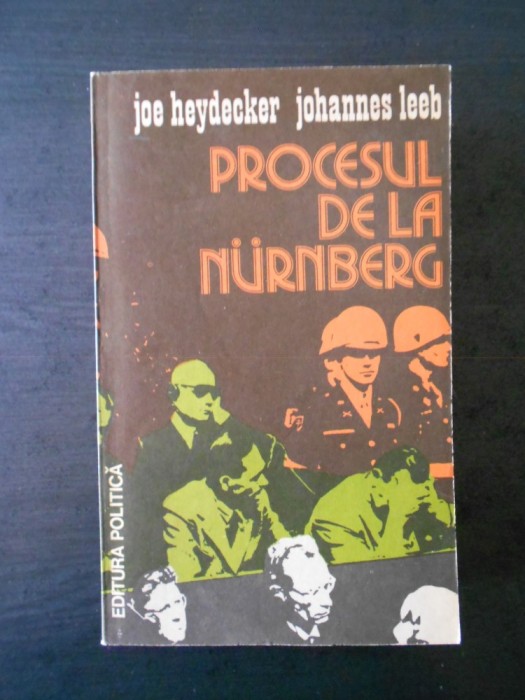 joe heydecker johannes leeb
PROCESUL
DE LA
NÜRNBERG
EDITURA POLITICĂ